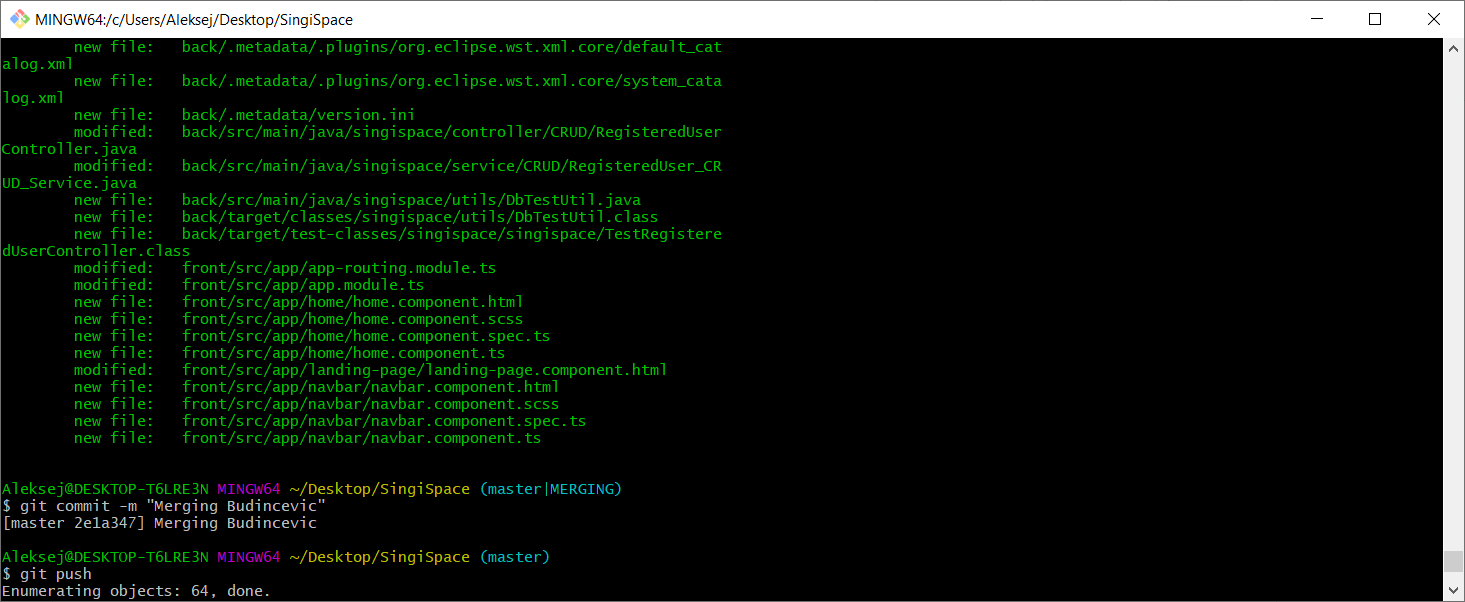 MINGW64:/c/Users/Aleksej/Desktop/SingiSpace
new file: back/.metadata/.plugins/org.eclipse.wst.xml.core/default_cat
alog.xml
new file: back/.metadata/.plugins/org.eclipse.wst.xml.core/system_cata
log.xml
new file: back/.metadata/version.ini
modified: back/src/main/java/singispace/controller/CRUD/RegisteredUser
Controller.java
modified: back/src/main/java/singispace/service/CRUD/RegisteredUser_CR
UD_Service.java
new file: back/src/main/java/singispace/utils/DbTestUtil.java
new file: back/target/classes/singispace/utils/DbTestUtil.class
new file: back/target/test-classes/singispace/singispace/TestRegistere
dUserController.class
modified: front/src/app/app-routing.module.ts
modified: front/src/app/app.module.ts
new file: front/src/app/home/home.component.html
new file: front/src/app/home/home.component.scss
new file: front/src/app/home/home.component.spec.ts
new file: front/src/app/home/home.component.ts
modified: front/src/app/landing-page/landing-page.component.html
new file: front/src/app/navbar/navbar.component.html
new file: front/src/app/navbar/navbar.component.scss
new file: front/src/app/navbar/navbar.component.spec.ts
new file: front/src/app/navbar/navbar.component.ts
Aleksej@DESKTOP-T6LRE3N MINGW64 ~/Desktop/SingiSpace (master|MERGING)
$ git commit -m "Merging Budincevic"
[master 2e1a347] Merging Budincevic
Aleksej@DESKTOP-T6LRE3N MINGW64 ~/Desktop/SingiSpace (master)
$ git push
Enumerating objects: 64, done.